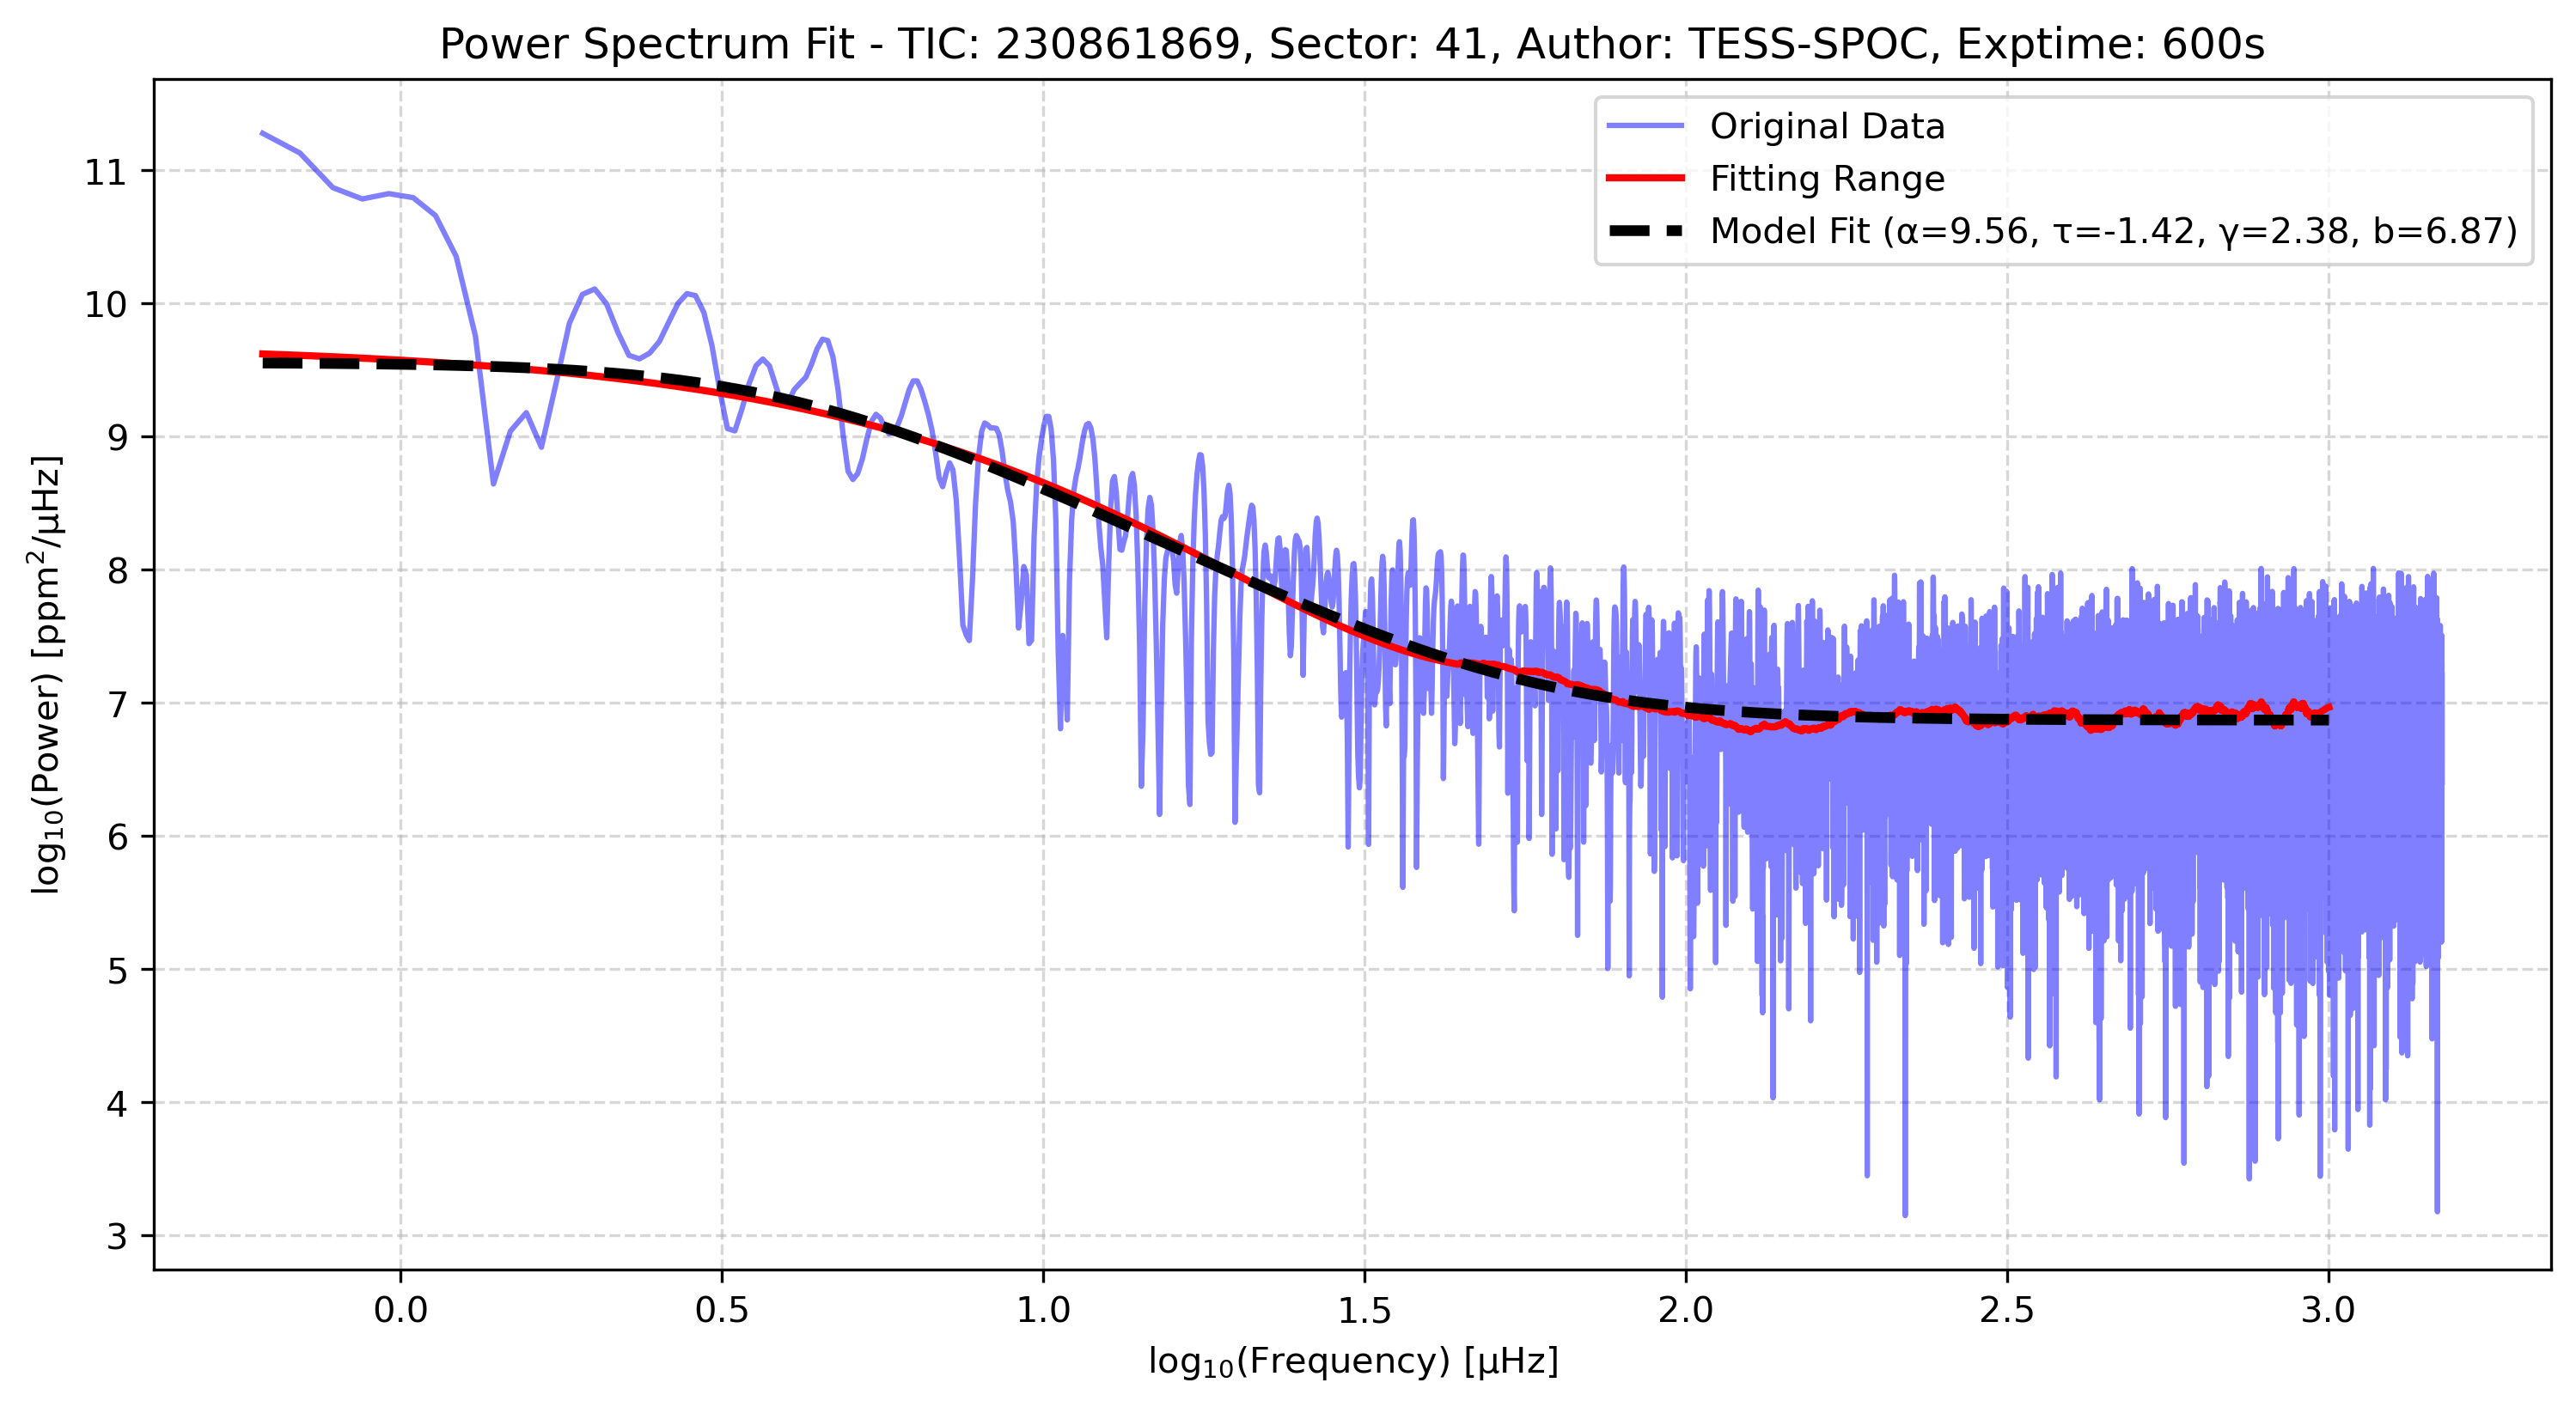 Power Spectrum Fit - TIC: 230861869, Sector: 41, Author: TESS-SPOC, Exptime: 600s
Original Data
Fitting Range
Model Fit (α=9.56, τ=-1.42, γ=2.38, b=6.87)
log₁₀(Power) [ppm²/µHz]
11
10
9
8
7
6
5
4
3
0.0 0.5 1.0 1.5 2.0 2.5 3.0
log₁₀(Frequency) [µHz]